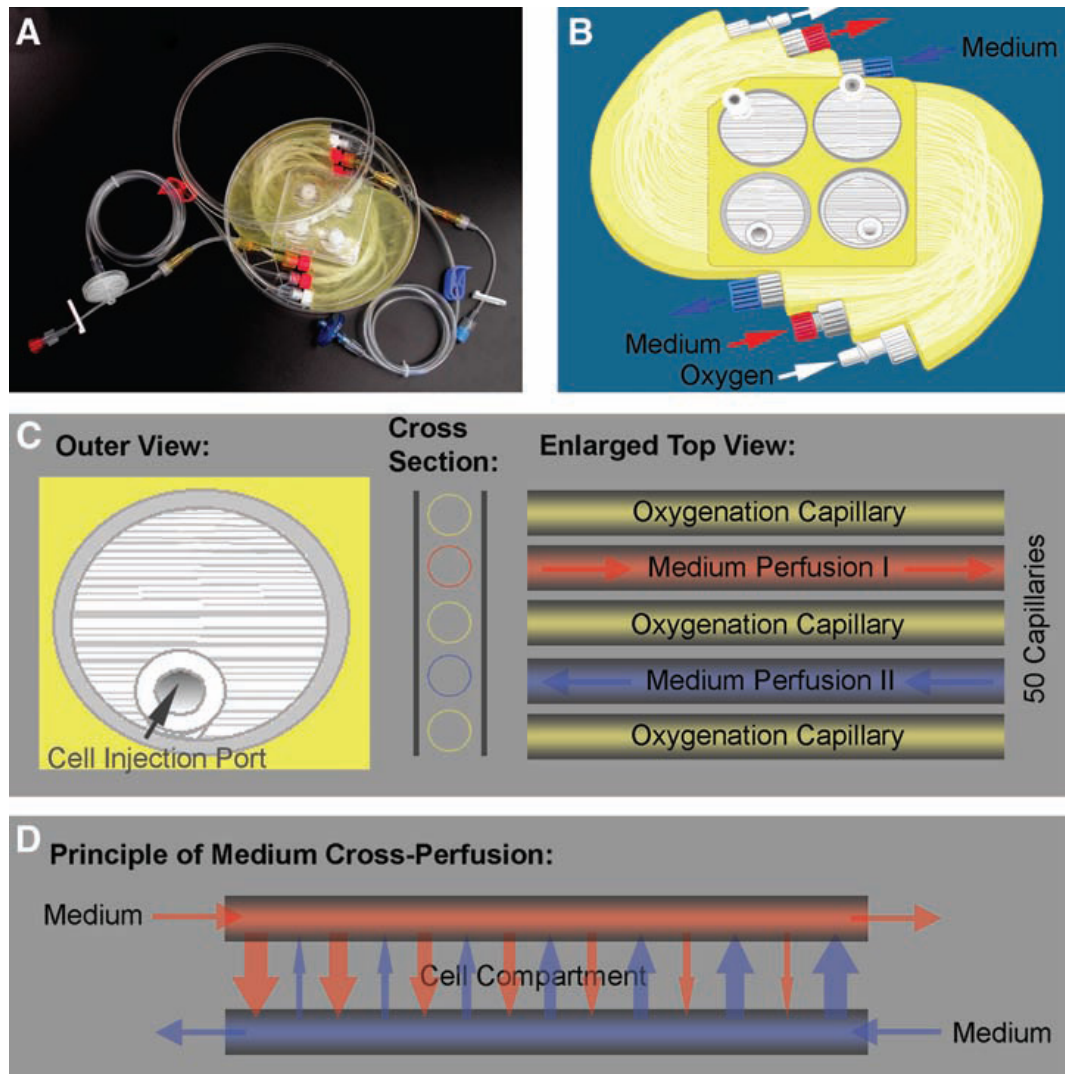 A
B
Medium
Medium
Oxygen
C
Outer View:
Cross
Section:
Enlarged Top View:
Oxygenation Capillary
Medium Perfusion I
Oxygenation Capillary
Medium Perfusion II
Oxygenation Capillary
50 Capillaries
Cell Injection Port
D
Principle of Medium Cross-Perfusion:
Medium
Cell Compartment
Medium